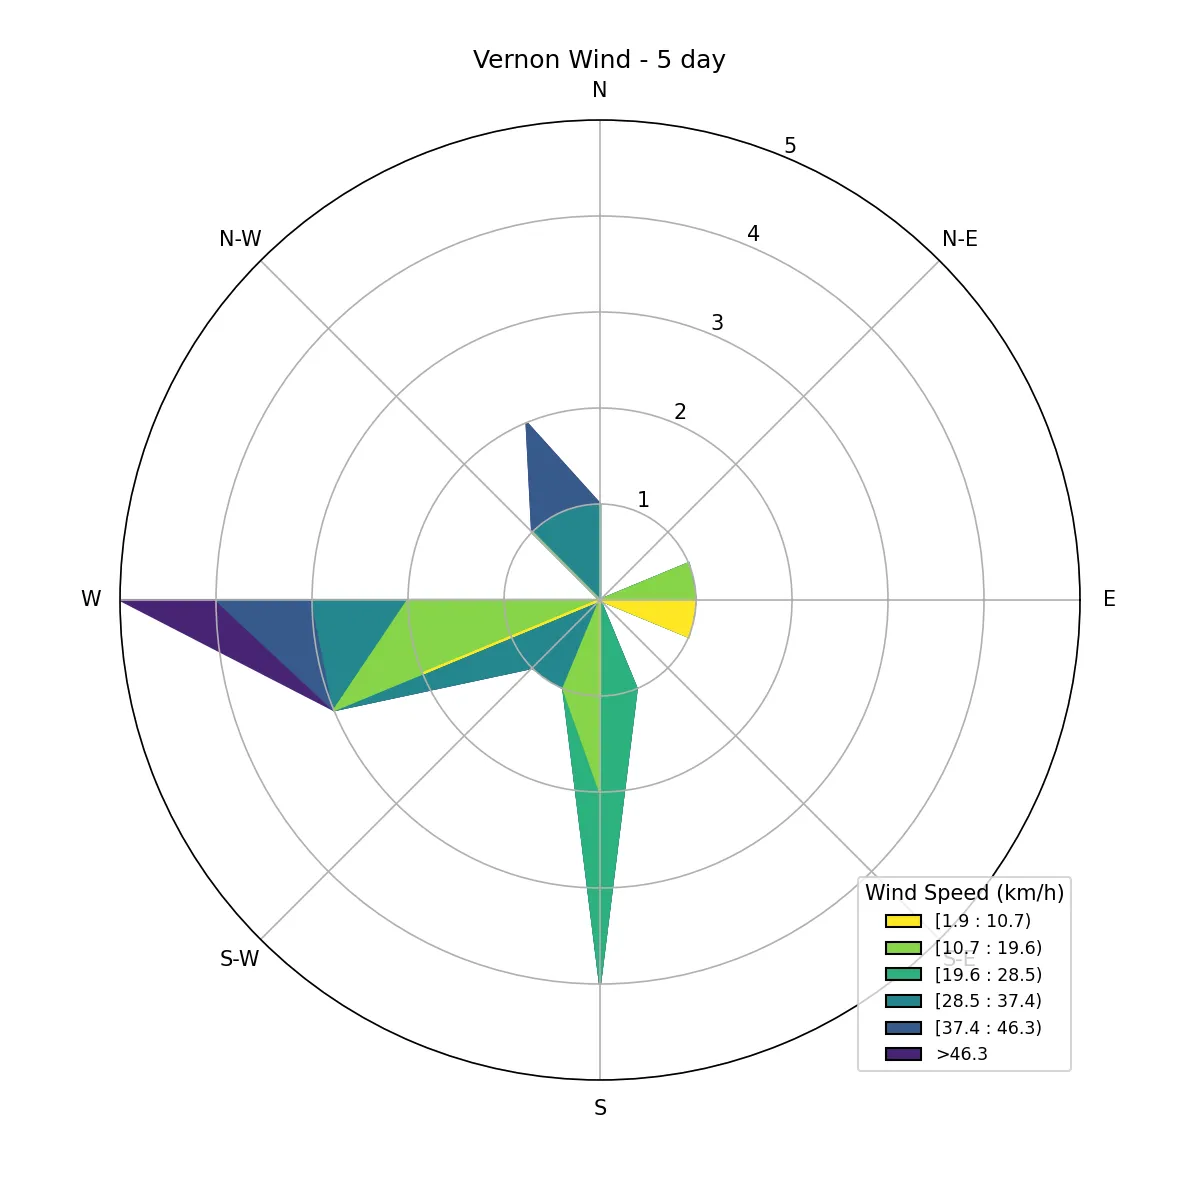 Vernon Wind - 5 day
N
5
N-W
4
N-E
3
2
1
W
E
Wind Speed (km/h)
[1.9 : 10.7)
[10.7 : 19.6)
S-W
S-E
[19.6 : 28.5)
[28.5 : 37.4)
[37.4 : 46.3)
>46.3
S